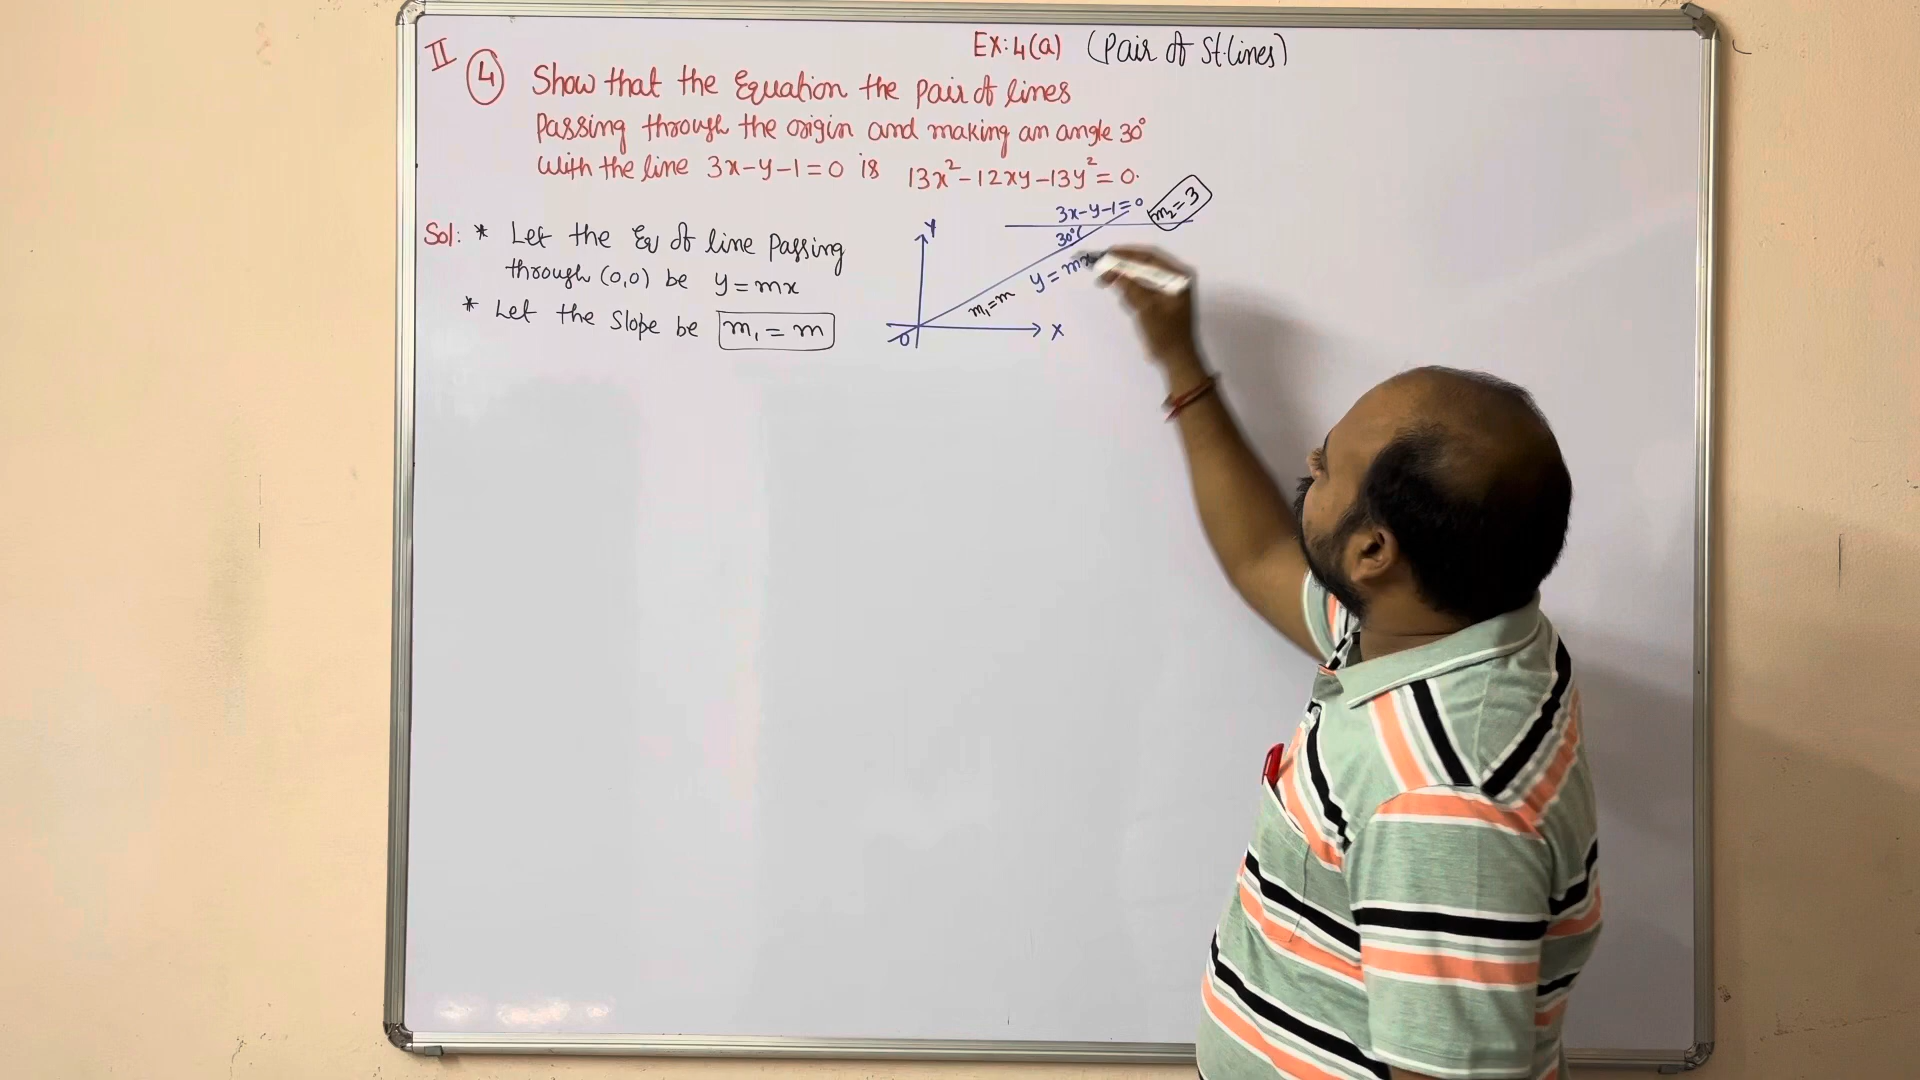 Ex: 4(a) (Pair of St. lines)
II
4 Show that the Equation the pair of lines
Passing through the origin and making an angle 30°
with the line 3x-y-1=0 is 13x²-12xy-13y²=0.
Sol: * Let the Eq of line Passing
through (0,0) be y=mx
* Let the Slope be m₁ = m
3x-y-1=0 m₂=3
Y
30°
y=mx
m₁=m
O
X